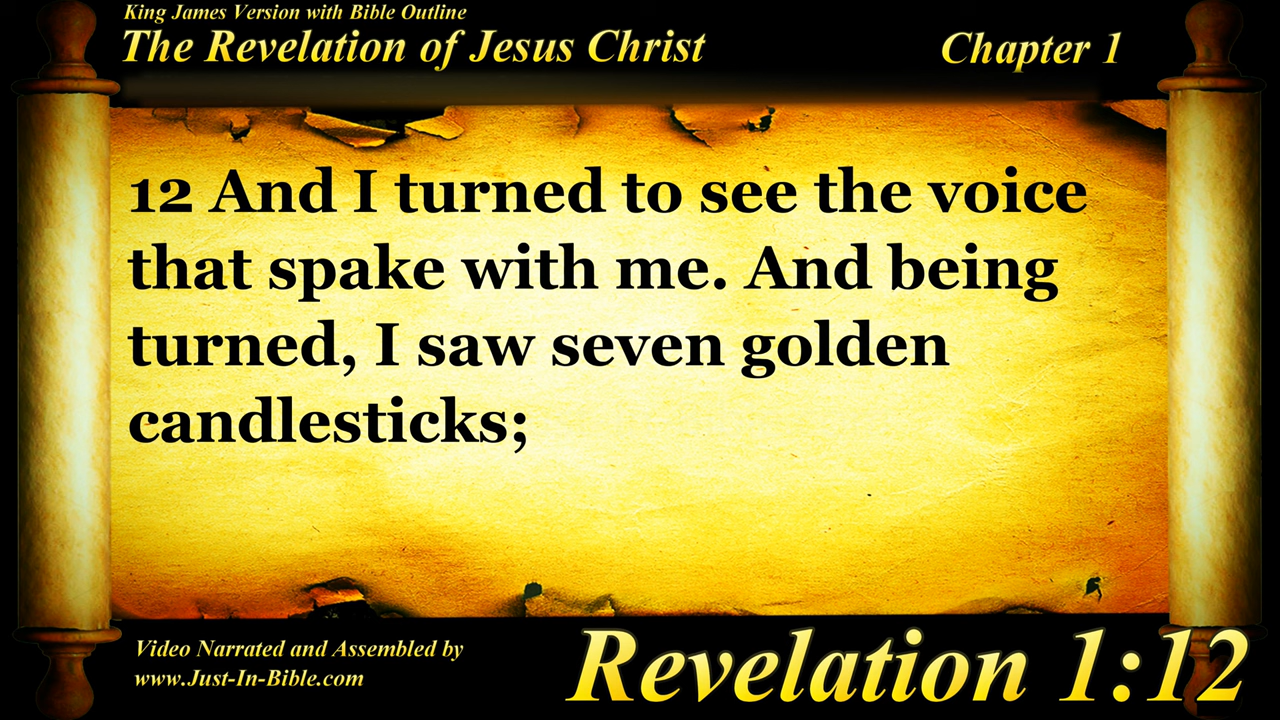 King James Version with Bible Outline
The Revelation of Jesus Christ
Chapter 1
12 And I turned to see the voice
that spake with me. And being
turned, I saw seven golden
candlesticks;
Video Narrated and Assembled by
www.Just-In-Bible.com
Revelation 1:12